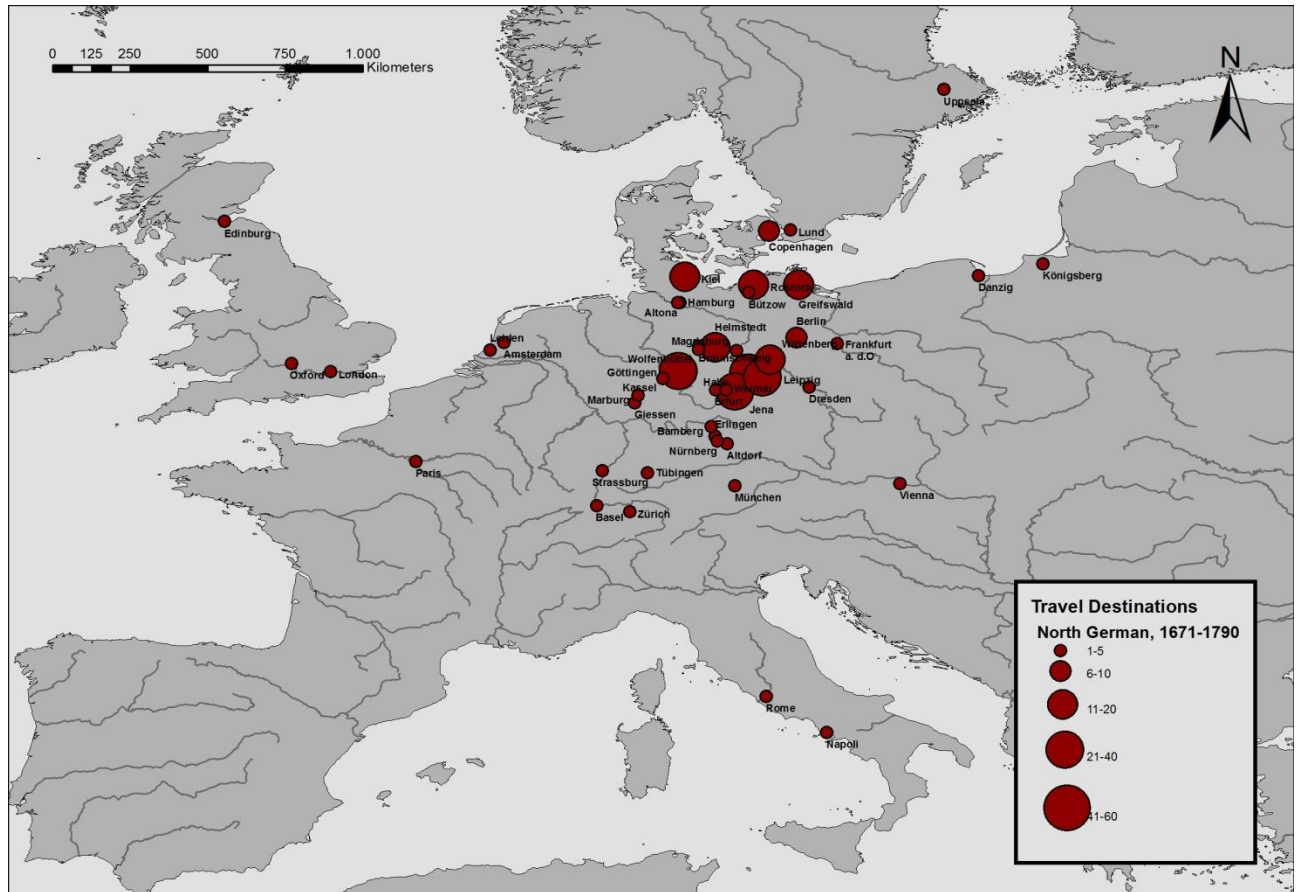 0 125 250 500 750 1.000
Kilometers
N
Uppsala
Edinburg
Lund
Copenhagen
Königsberg
Danzig
Kiel
Rostock
Hamburg
Bützow
Greifswald
Altona
Berlin
Helmstedt
Leiden
Magdeburg
Wittenberg
Frankfurt
a. d.O
Amsterdam
Braunschweig
Wolfenbüttel
Oxford
London
Göttingen
Leipzig
Kassel
Halle
Weimar
Dresden
Marburg
Erfurt
Jena
Giessen
Erlingen
Bamberg
Nürnberg
Altdorf
Paris
Strassburg
Tübingen
München
Vienna
Basel
Zürich
Rome
Napoli
Travel Destinations
North German, 1671-1790
1-5
6-10
11-20
21-40
41-60